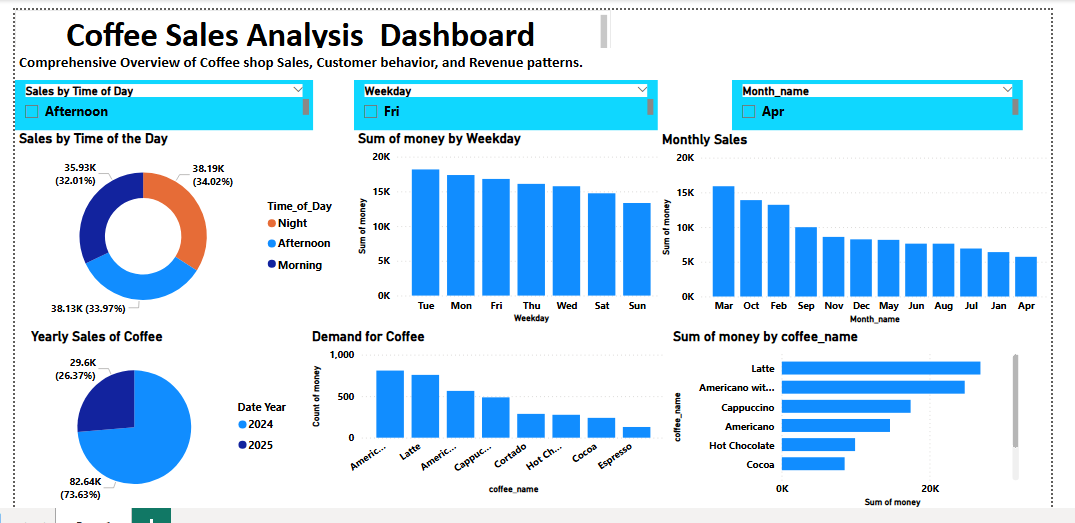 Coffee Sales Analysis Dashboard
Comprehensive Overview of Coffee shop Sales, Customer behavior, and Revenue patterns.
Sales by Time of Day
Afternoon
Weekday
Fri
Month_name
Apr
Sales by Time of the Day
35.93K
(32.01%)
38.19K
(34.02%)
38.13K (33.97%)
Time_of_Day
Night
Afternoon
Morning
Sum of money by Weekday
Sum of money
20K
15K
10K
5K
0K
Tue Mon Fri Thu Wed Sat Sun
Weekday
Monthly Sales
Sum of money
20K
15K
10K
5K
0K
Mar Oct Feb Sep Nov Dec May Jun Aug Jul Jan Apr
Month_name
Yearly Sales of Coffee
29.6K
(26.37%)
82.64K
(73.63%)
Date Year
2024
2025
Demand for Coffee
Count of money
1,000
500
0
Americ... Latte Americ... Cappuc... Cortado Hot Ch... Cocoa Espresso
coffee_name
Sum of money by coffee_name
coffee_name
Latte
Americano wit...
Cappuccino
Americano
Hot Chocolate
Cocoa
0K 20K
Sum of money